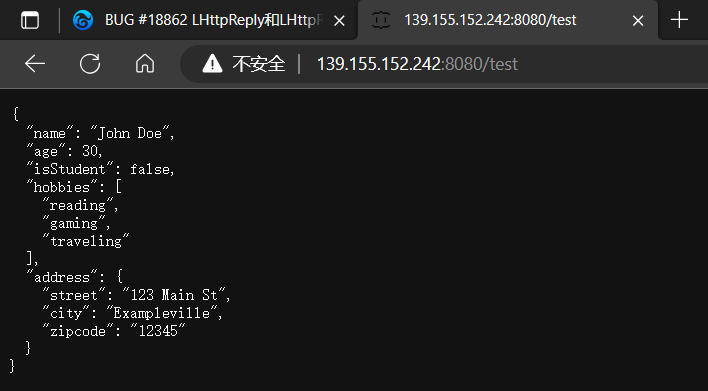 BUG #18862 LHttpReply和LHttpR
139.155.152.242:8080/test
不安全 139.155.152.242:8080/test
{
  "name": "John Doe",
  "age": 30,
  "isStudent": false,
  "hobbies": [
    "reading",
    "gaming",
    "traveling"
  ],
  "address": {
    "street": "123 Main St",
    "city": "Exampleville",
    "zipcode": "12345"
  }
}